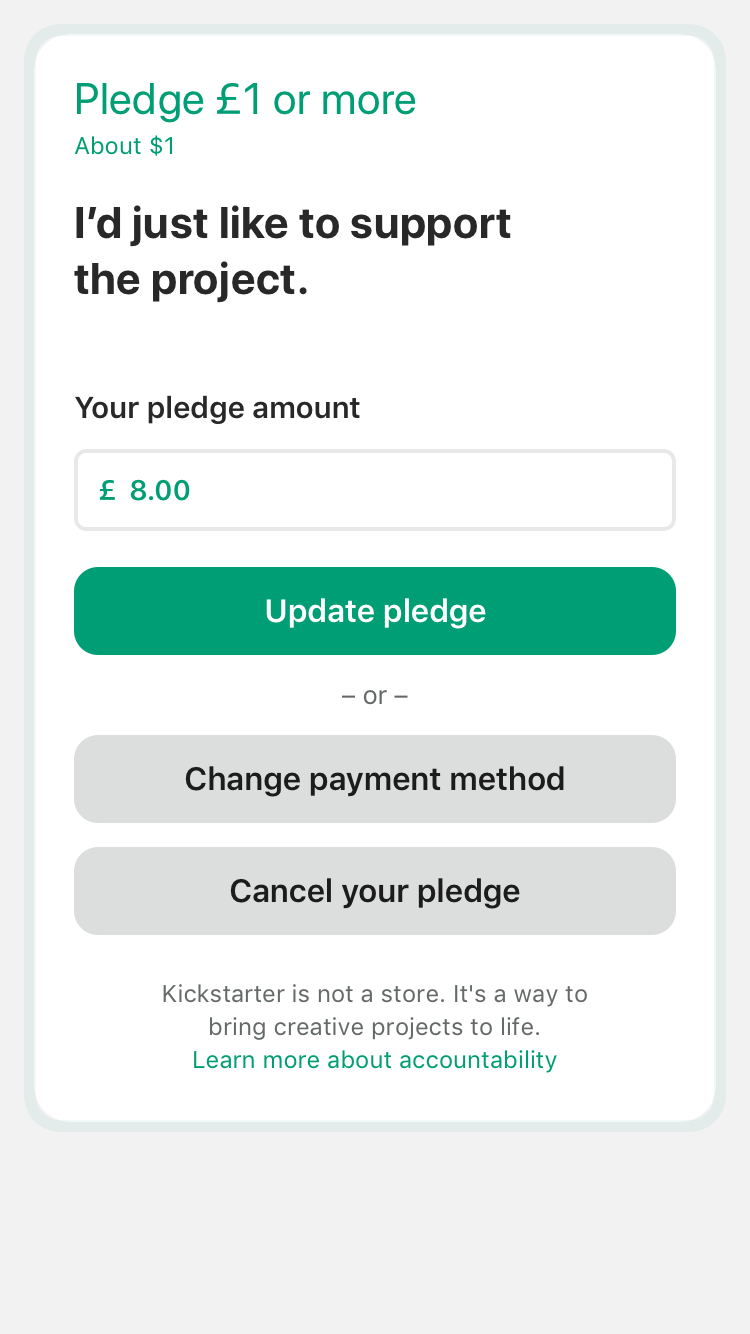 Pledge £1 or more
About $1
I’d just like to support
the project.
Your pledge amount
£ 8.00
Update pledge
– or –
Change payment method
Cancel your pledge
Kickstarter is not a store. It's a way to
bring creative projects to life.
Learn more about accountability